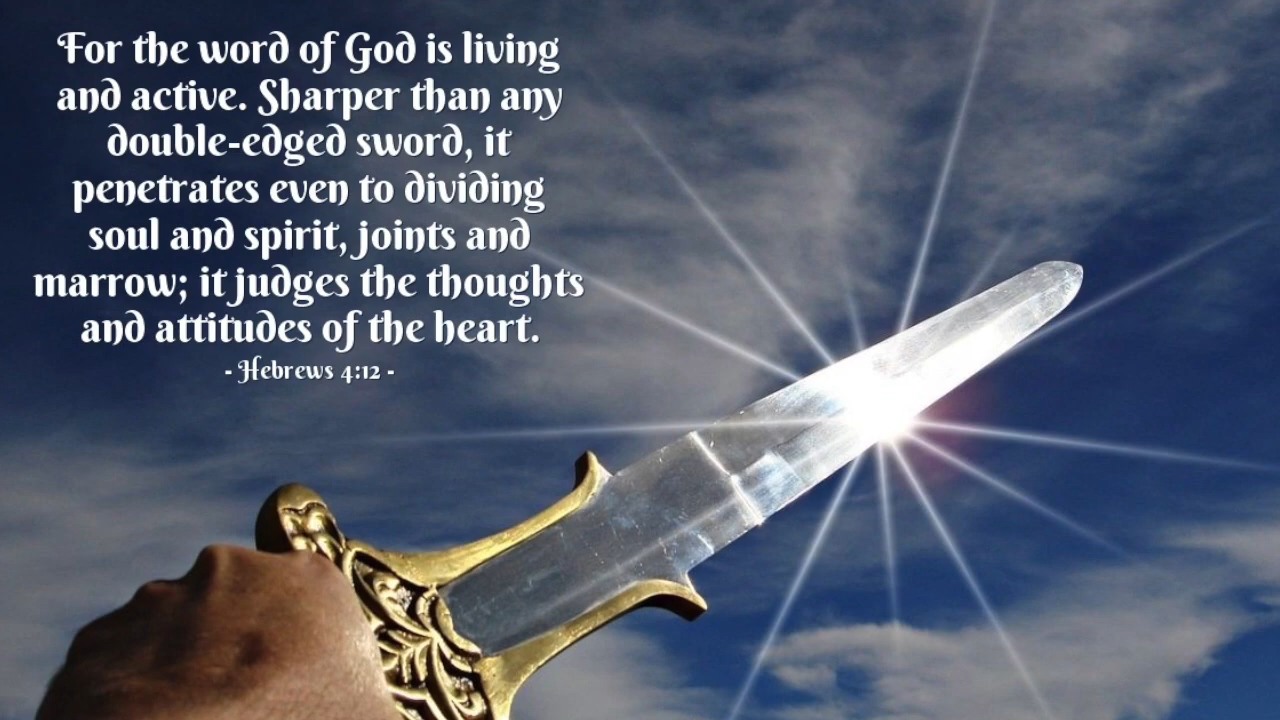 For the word of God is living
and active. Sharper than any
double-edged sword, it
penetrates even to dividing
soul and spirit, joints and
marrow; it judges the thoughts
and attitudes of the heart.
- Hebrews 4:12 -